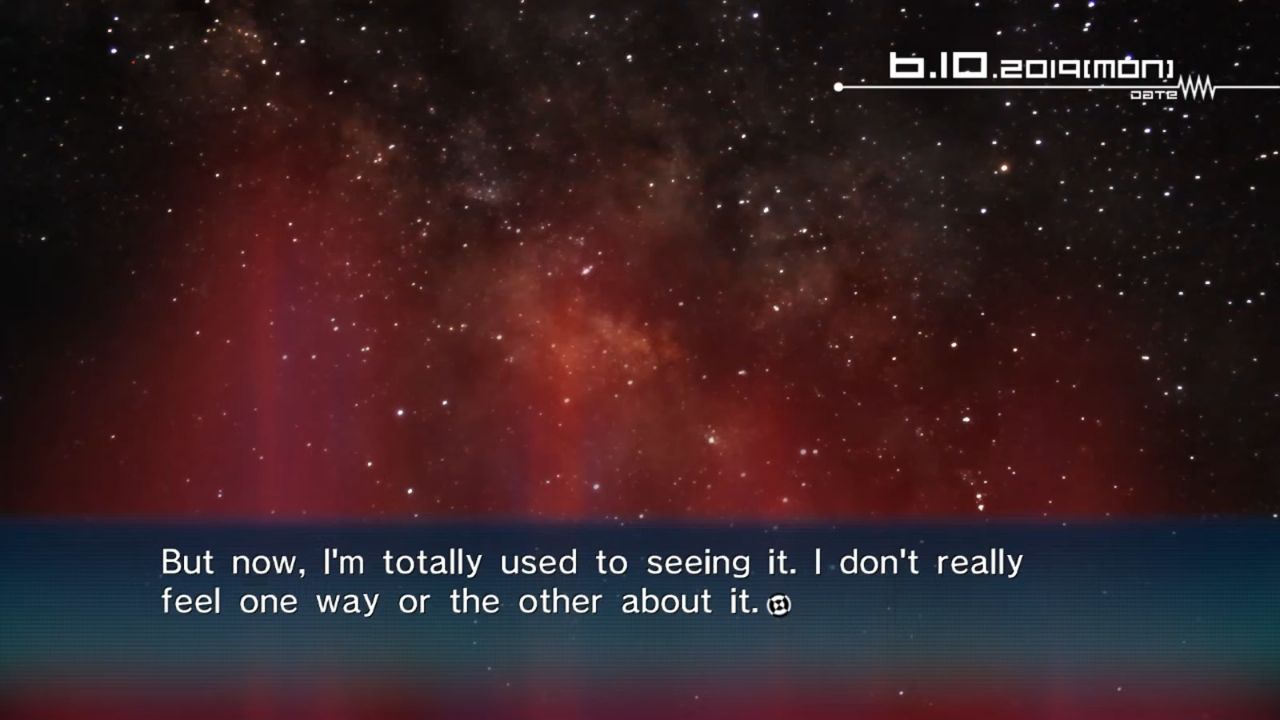 6.10.2019(MON)
DATE
But now, I'm totally used to seeing it. I don't really
feel one way or the other about it.